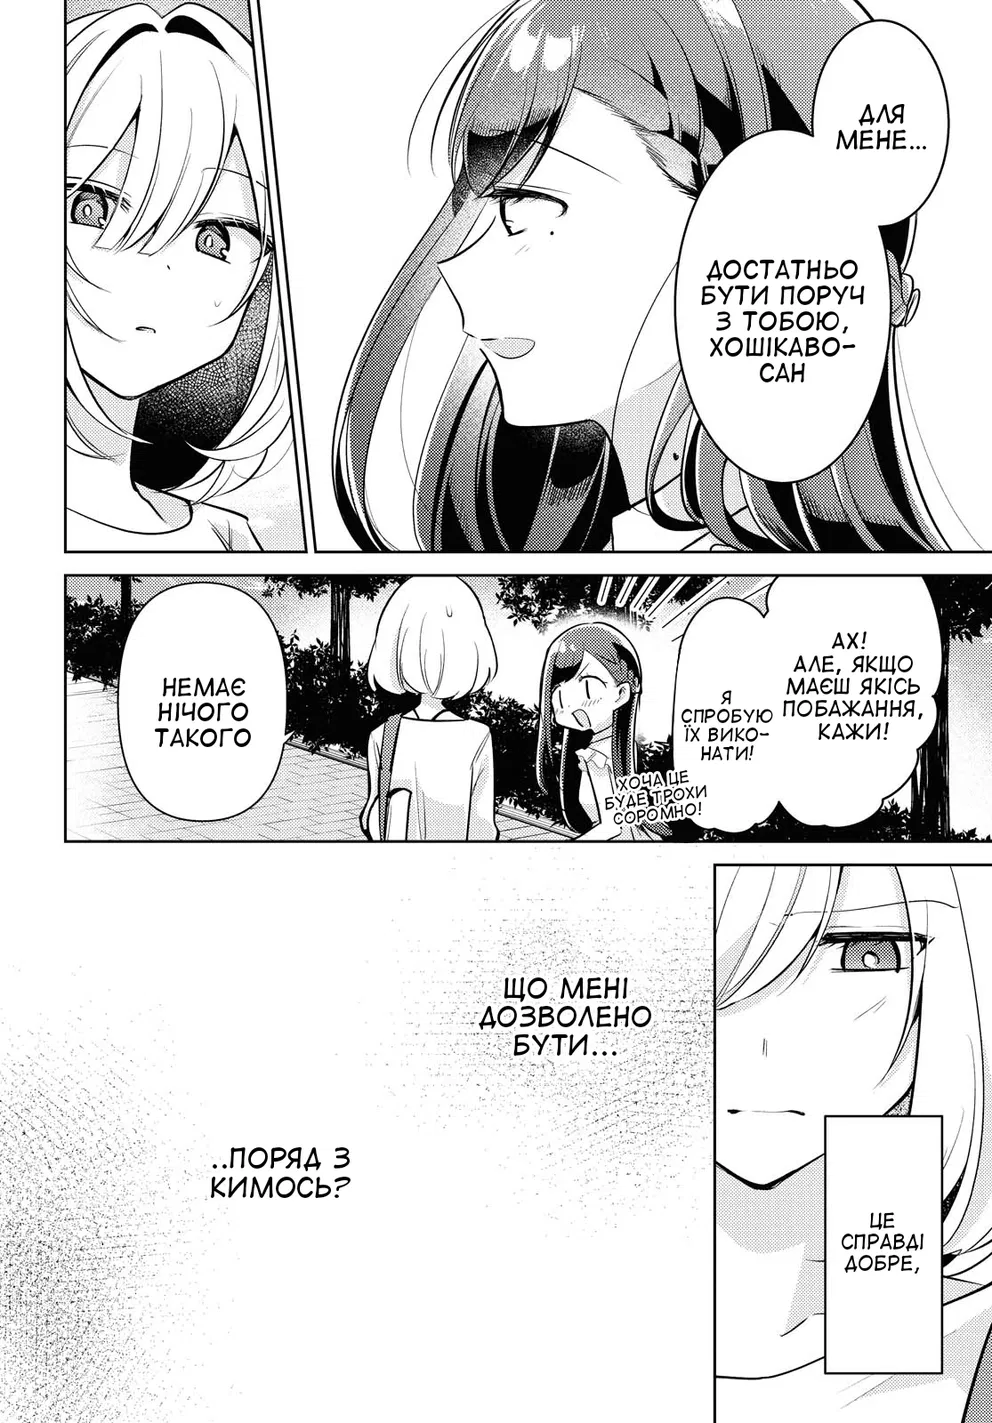 ДЛЯ
МЕНЕ...
ДОСТАТНЬО
БУТИ ПОРУЧ
З ТОБОЮ,
ХОШІКАВО-
САН
АХ!
АЛЕ, ЯКЩО
МАЄШ ЯКІСЬ
ПОБАЖАННЯ,
КАЖИ!
Я
СПРОБУЮ
ЇХ ВИКО-
НАТИ!
ХОЧА ЦЕ
БУДЕ ТРОХИ
СОРОМНО!
НЕМАЄ
НІЧОГО
ТАКОГО
ЦЕ
СПРАВДІ
ДОБРЕ,
ЩО МЕНІ
ДОЗВОЛЕНО
БУТИ...
..ПОРЯД З
КИМОСЬ?